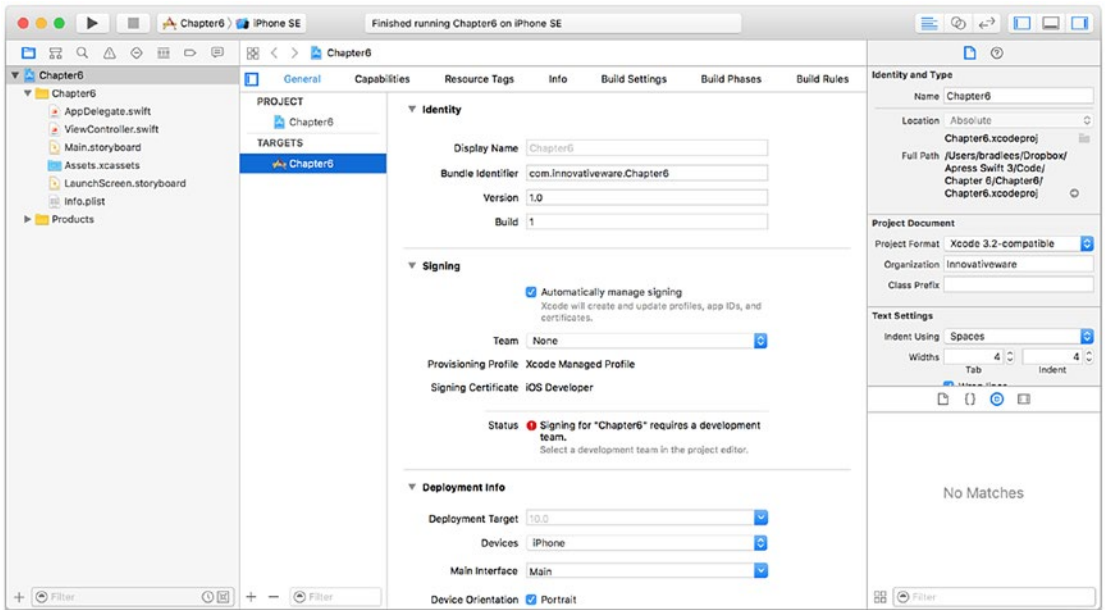 Chapter6 iPhone SE
Finished running Chapter6 on iPhone SE
Chapter6
Chapter6
AppDelegate.swift
ViewController.swift
Main.storyboard
Assets.xcassets
LaunchScreen.storyboard
Info.plist
Products
Filter
Chapter6
General Capabilities Resource Tags Info Build Settings Build Phases Build Rules
PROJECT
Chapter6
TARGETS
Chapter6
Filter
Identity
Display Name Chapter6
Bundle Identifier com.innovativeware.Chapter6
Version 1.0
Build 1
Signing
Automatically manage signing
Xcode will create and update profiles, app IDs, and
certificates.
Team None
Provisioning Profile Xcode Managed Profile
Signing Certificate iOS Developer
Status Signing for "Chapter6" requires a development
team.
Select a development team in the project editor.
Deployment Info
Deployment Target 10.0
Devices iPhone
Main Interface Main
Device Orientation Portrait
Identity and Type
Name Chapter6
Location Absolute
Chapter6.xcodeproj
Full Path /Users/bradlees/Dropbox/
Apress Swift 3/Code/
Chapter 6/Chapter6/
Chapter6.xcodeproj
Project Document
Project Format Xcode 3.2-compatible
Organization Innovativeware
Class Prefix
Text Settings
Indent Using Spaces
Widths 4 4
Tab Indent
Wrap lines
No Matches
Filter